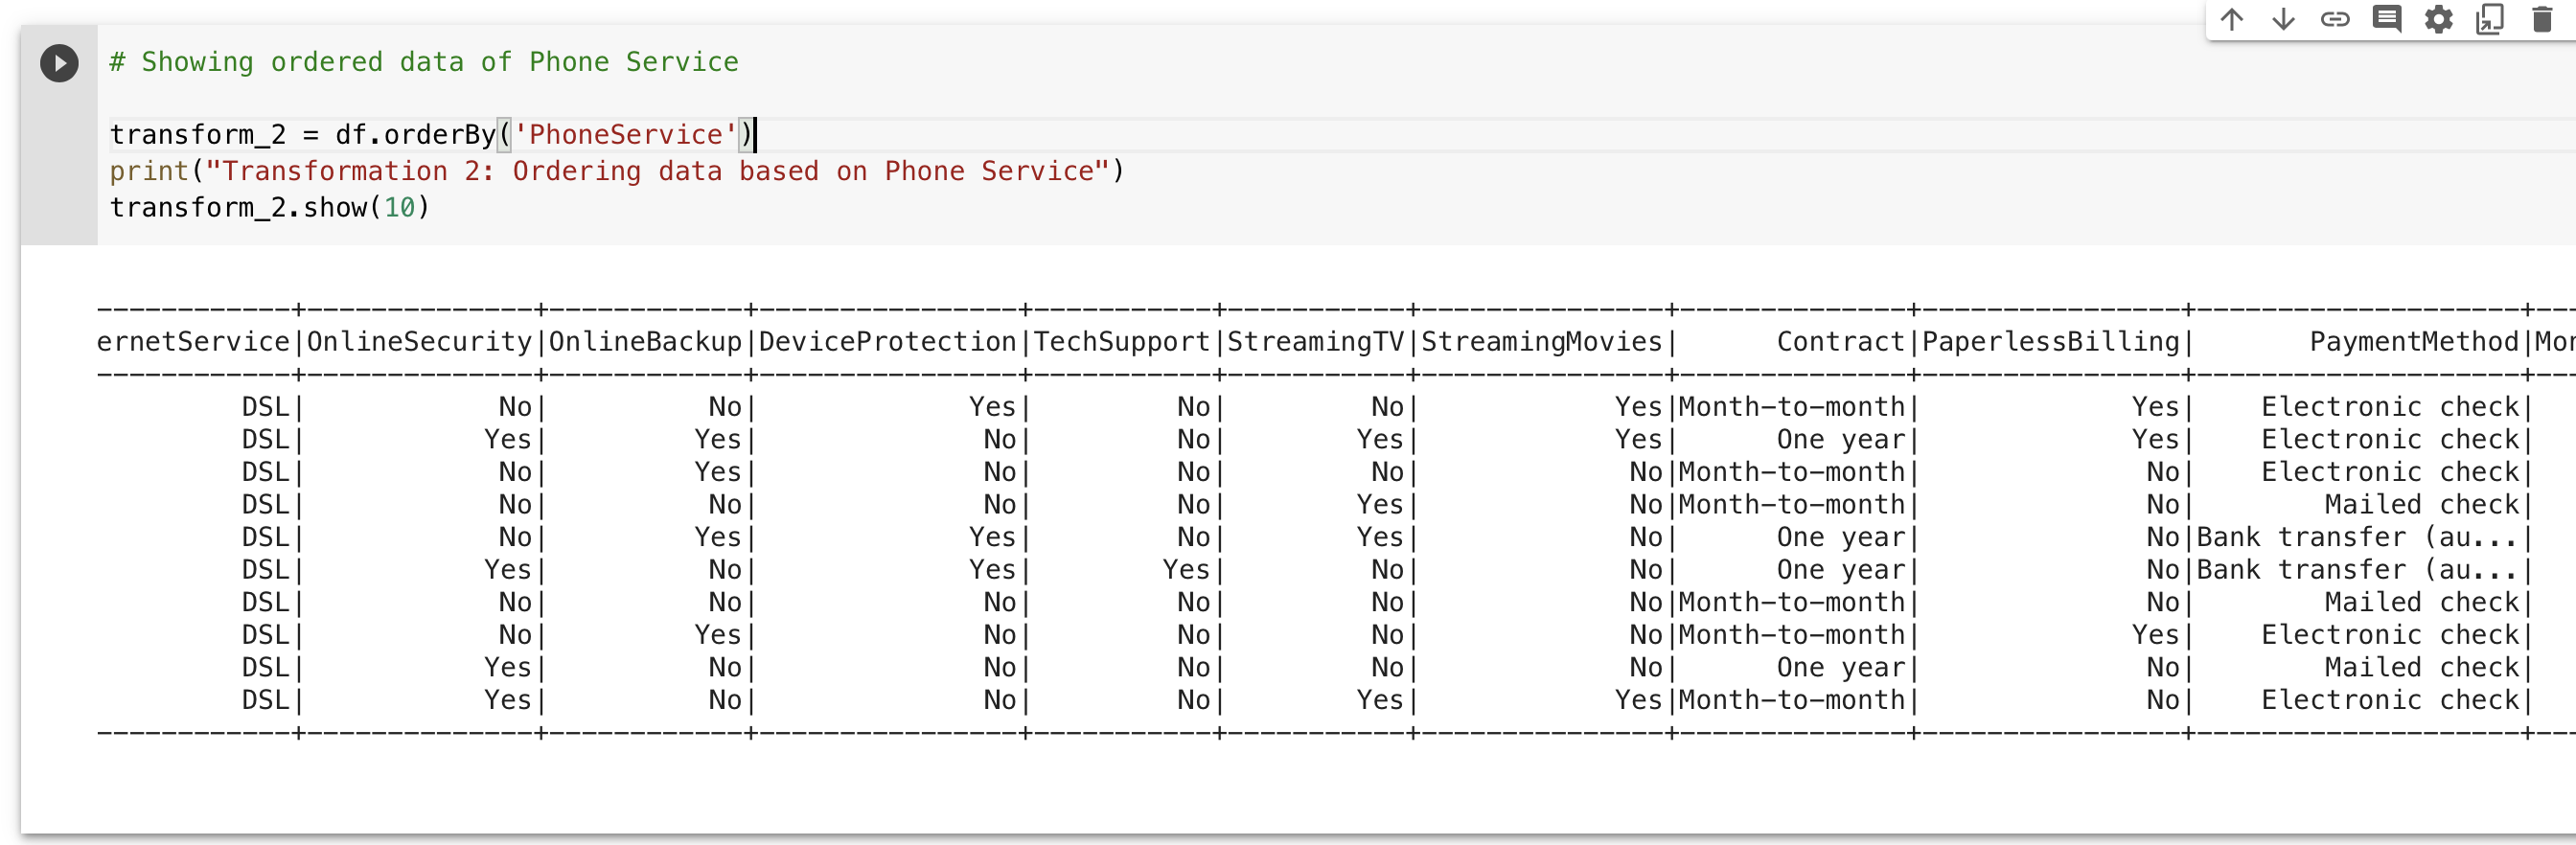 # Showing ordered data of Phone Service
transform_2 = df.orderBy('PhoneService')
print("Transformation 2: Ordering data based on Phone Service")
transform_2.show(10)
------------+--------------+------------+----------------+-----------+-----------+---------------+--------------+----------------+--------------------+---
ernetService|OnlineSecurity|OnlineBackup|DeviceProtection|TechSupport|StreamingTV|StreamingMovies|      Contract|PaperlessBilling|       PaymentMethod|Mon
------------+--------------+------------+----------------+-----------+-----------+---------------+--------------+----------------+--------------------+---
         DSL|            No|          No|             Yes|         No|         No|            Yes|Month-to-month|             Yes|    Electronic check|
         DSL|           Yes|         Yes|              No|         No|        Yes|            Yes|      One year|             Yes|    Electronic check|
         DSL|            No|         Yes|              No|         No|         No|             No|Month-to-month|              No|    Electronic check|
         DSL|            No|          No|              No|         No|        Yes|             No|Month-to-month|              No|        Mailed check|
         DSL|            No|         Yes|             Yes|         No|        Yes|             No|      One year|              No|Bank transfer (au...|
         DSL|           Yes|          No|             Yes|        Yes|         No|             No|      One year|              No|Bank transfer (au...|
         DSL|            No|          No|              No|         No|         No|             No|Month-to-month|              No|        Mailed check|
         DSL|            No|         Yes|              No|         No|         No|             No|Month-to-month|             Yes|    Electronic check|
         DSL|           Yes|          No|              No|         No|         No|             No|      One year|              No|        Mailed check|
         DSL|           Yes|          No|              No|         No|        Yes|            Yes|Month-to-month|              No|    Electronic check|
------------+--------------+------------+----------------+-----------+-----------+---------------+--------------+----------------+--------------------+---